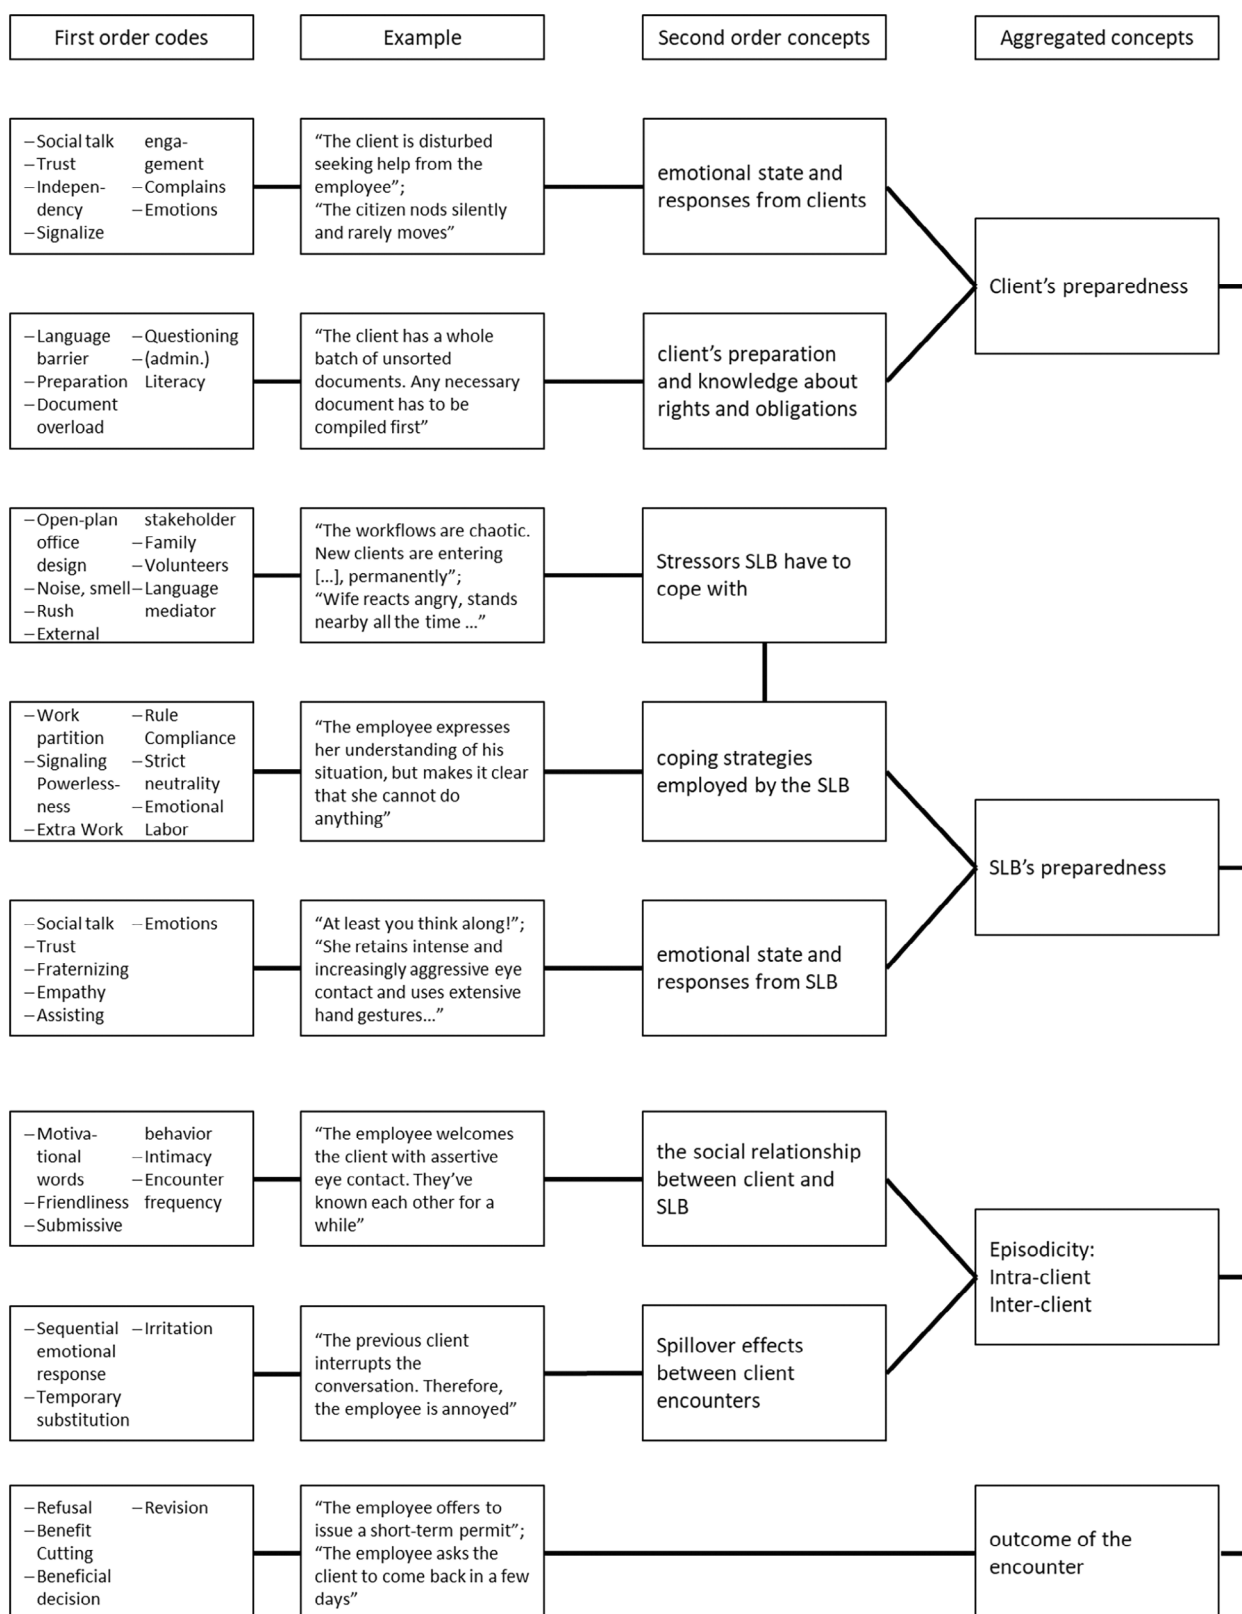 First order codes
Example
Second order concepts
Aggregated concepts
– Social talk
– Trust
– Indepen-
dency
– Signalize
enga-
gement
– Complains
– Emotions
“The client is disturbed
seeking help from the
employee”;
“The citizen nods silently
and rarely moves”
emotional state and
responses from clients
Client’s preparedness
– Language
barrier
– Preparation
– Document
overload
– Questioning
– (admin.)
Literacy
“The client has a whole
batch of unsorted
documents. Any necessary
document has to be
compiled first”
client’s preparation
and knowledge about
rights and obligations
– Open-plan
office
design
– Noise, smell
– Rush
– External
stakeholder
– Family
– Volunteers
– Language
mediator
“The workflows are chaotic.
New clients are entering
[…], permanently”;
“Wife reacts angry, stands
nearby all the time …”
Stressors SLB have to
cope with
– Work
partition
– Signaling
Powerless-
ness
– Extra Work
– Rule
Compliance
– Strict
neutrality
– Emotional
Labor
“The employee expresses
her understanding of his
situation, but makes it clear
that she cannot do
anything”
coping strategies
employed by the SLB
SLB’s preparedness
– Social talk
– Trust
– Fraternizing
– Empathy
– Assisting
– Emotions
“At least you think along!”;
“She retains intense and
increasingly aggressive eye
contact and uses extensive
hand gestures…”
emotional state and
responses from SLB
– Motiva-
tional
words
– Friendliness
– Submissive
behavior
– Intimacy
– Encounter
frequency
“The employee welcomes
the client with assertive
eye contact. They’ve
known each other for a
while”
the social relationship
between client and
SLB
Episodicity:
Intra-client
Inter-client
– Sequential
emotional
response
– Temporary
substitution
– Irritation
“The previous client
interrupts the
conversation. Therefore,
the employee is annoyed”
Spillover effects
between client
encounters
– Refusal
– Benefit
Cutting
– Beneficial
decision
– Revision
“The employee offers to
issue a short-term permit”;
“The employee asks the
client to come back in a few
days”
outcome of the
encounter